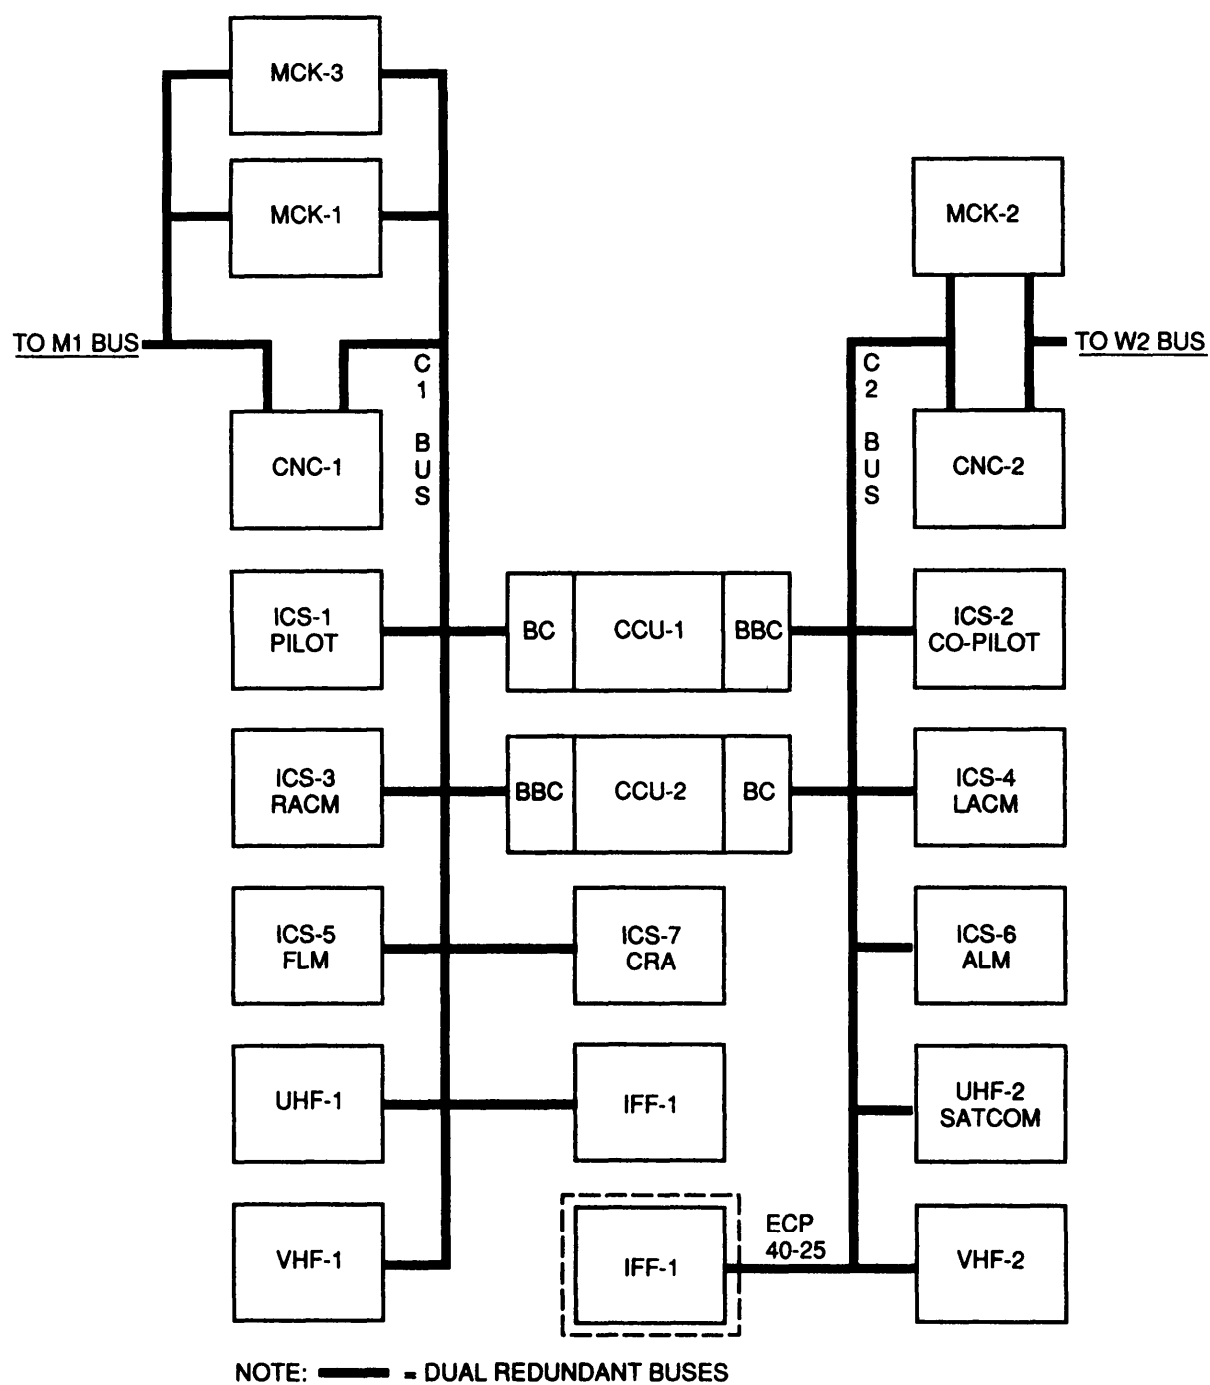 MCK-3
MCK-1
MCK-2
TO M1 BUS
TO W2 BUS
C
1
B
U
S
C
2
B
U
S
CNC-1
CNC-2
ICS-1
PILOT
BC
CCU-1
BBC
ICS-2
CO-PILOT
ICS-3
RACM
BBC
CCU-2
BC
ICS-4
LACM
ICS-5
FLM
ICS-7
CRA
ICS-6
ALM
UHF-1
IFF-1
UHF-2
SATCOM
VHF-1
IFF-1
ECP
40-25
VHF-2
NOTE: = DUAL REDUNDANT BUSES